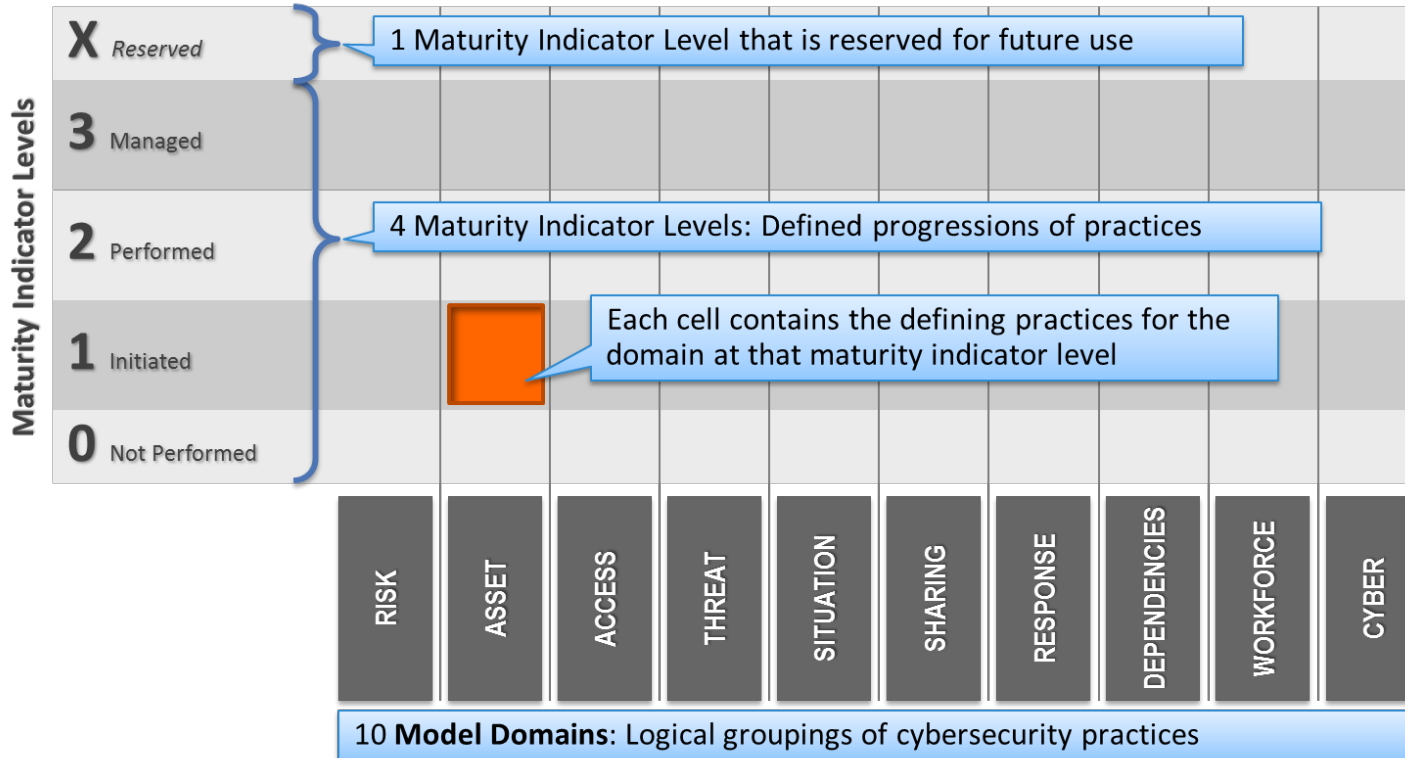 Maturity Indicator Levels
X Reserved
1 Maturity Indicator Level that is reserved for future use
3 Managed
2 Performed
4 Maturity Indicator Levels: Defined progressions of practices
1 Initiated
Each cell contains the defining practices for the
domain at that maturity indicator level
0 Not Performed
RISK
ASSET
ACCESS
THREAT
SITUATION
SHARING
RESPONSE
DEPENDENCIES
WORKFORCE
CYBER
10 Model Domains: Logical groupings of cybersecurity practices